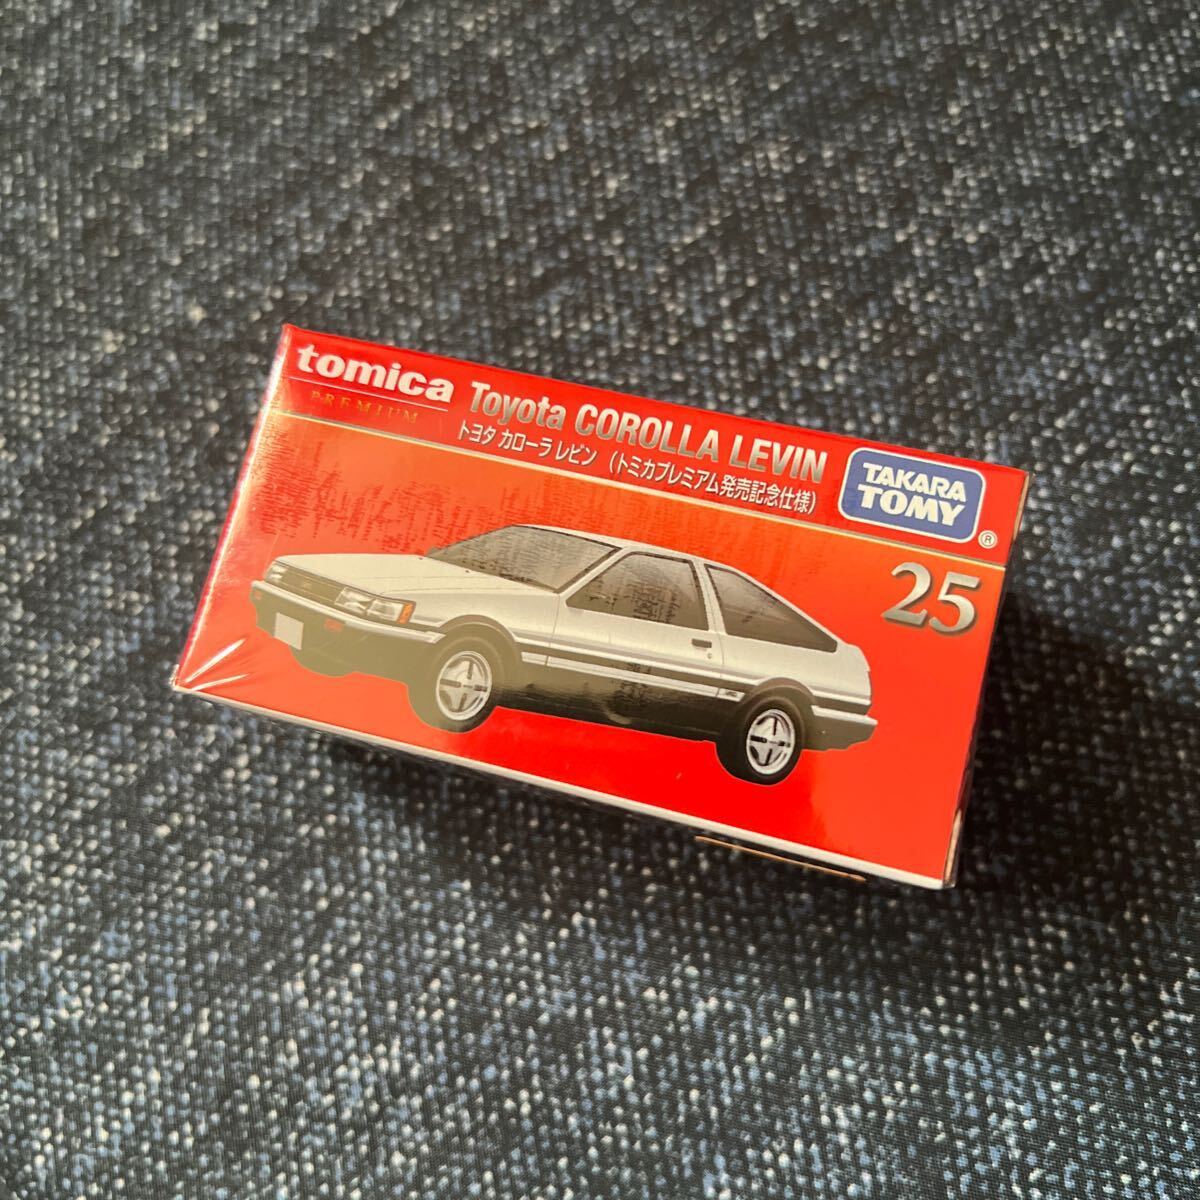 tomica
PREMIUM
Toyota COROLLA LEVIN
トヨタ カローラ レビン (トミカプレミアム発売記念仕様)
TAKARA
TOMY
®
25